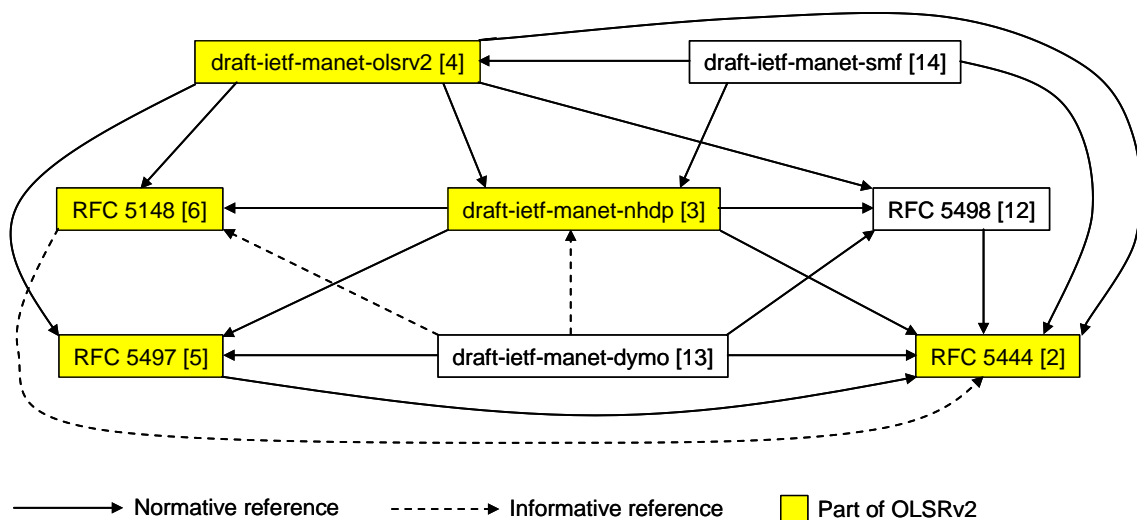 draft-ietf-manet-olsrv2 [4]
draft-ietf-manet-smf [14]
RFC 5148 [6]
draft-ietf-manet-nhdp [3]
RFC 5498 [12]
RFC 5497 [5]
draft-ietf-manet-dymo [13]
RFC 5444 [2]
Normative reference
Informative reference
Part of OLSRv2